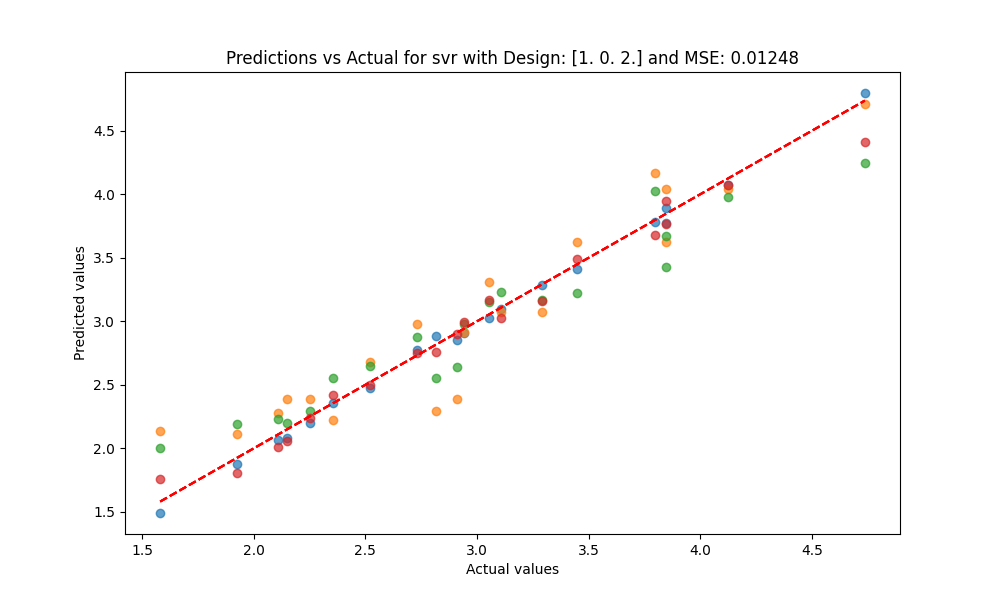 Predictions vs Actual for svr with Design: [1. 0. 2.] and MSE: 0.01248
Predicted values
4.5
4.0
3.5
3.0
2.5
2.0
1.5
1.5 2.0 2.5 3.0 3.5 4.0 4.5
Actual values